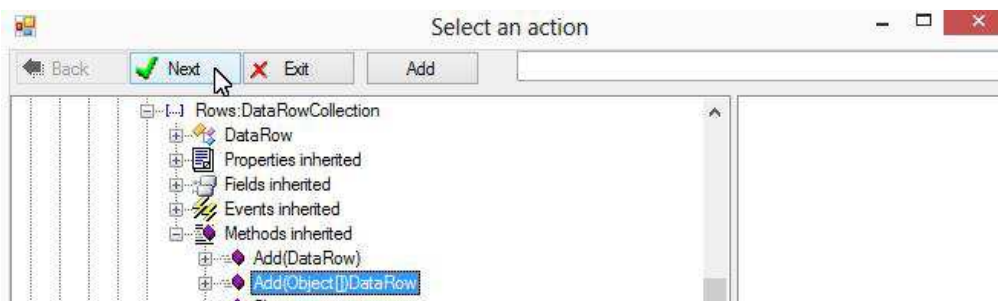 Select an action
Back Next Exit Add
[...] Rows:DataRowCollection
DataRow
Properties inherited
Fields inherited
Events inherited
Methods inherited
Add(DataRow)
Add(Object[])DataRow